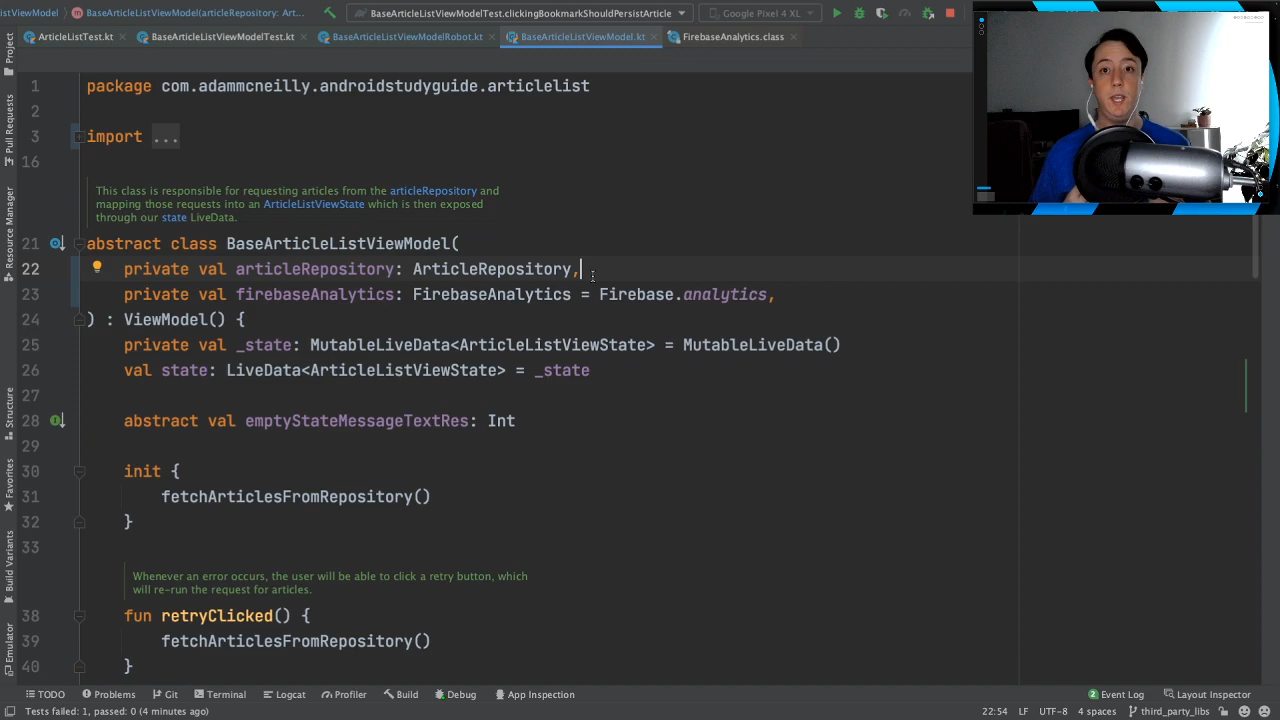 ListViewModel
BaseArticleListViewModel(articleRepository: Art...
BaseArticleListViewModelTest.clickingBookmarkShouldPersistArticle
Google Pixel 4 XL
ArticleListTest.kt
BaseArticleListViewModelTest.kt
BaseArticleListViewModelRobot.kt
BaseArticleListViewModel.kt
FirebaseAnalytics.class
Project
Pull Requests
Resource Manager
Structure
Favorites
Build Variants
Emulator
1 package com.adammcneilly.androidstudyguide.articlelist
2
3 import ...
16
This class is responsible for requesting articles from the articleRepository and
mapping those requests into an ArticleListViewState which is then exposed
through our state LiveData.
21 abstract class BaseArticleListViewModel(
22 private val articleRepository: ArticleRepository,
23 private val firebaseAnalytics: FirebaseAnalytics = Firebase.analytics,
24 ) : ViewModel() {
25 private val _state: MutableLiveData<ArticleListViewState> = MutableLiveData()
26 val state: LiveData<ArticleListViewState> = _state
27
28 abstract val emptyStateMessageTextRes: Int
29
30 init {
31 fetchArticlesFromRepository()
32 }
33
Whenever an error occurs, the user will be able to click a retry button, which
will re-run the request for articles.
38 fun retryClicked() {
39 fetchArticlesFromRepository()
40 }
TODO Problems Git Terminal Logcat Profiler Build Debug App Inspection 2 Event Log Layout Inspector
Tests failed: 1, passed: 0 (4 minutes ago) 22:54 LF UTF-8 4 spaces third_party_libs